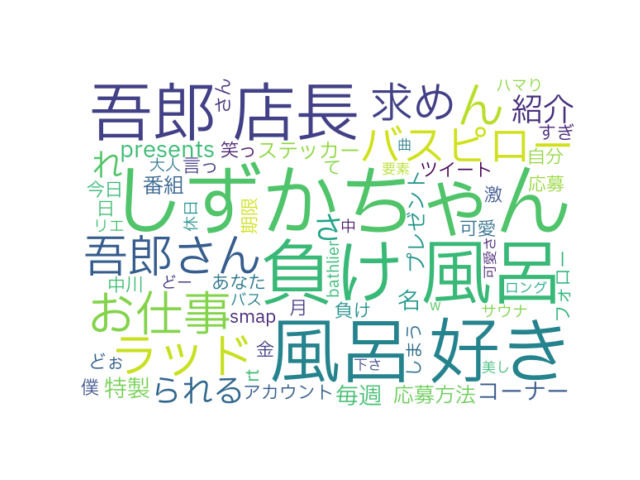 吾郎
店長
さん
求め
ん
紹介
ハマり
すぎ
バスピロー
presents
笑っ
ステッカー
曲
れ
大人
言っ
て
要素
ツイート
自分
今日
番組
応募
しずかちゃん
日
リエ
休日
期限
さ
中
プレゼント
激
可愛
吾郎さん
負け
風呂
可愛さ
フォロー
中川
どー
あなた
bathlier
ロング
バス
お仕事
smap
月
負け
名
w
サウナ
風呂
好き
ラッド
金
しまう
どぉ
rt
下さ
美し
僕
特製
られる
アカウント
毎週
応募方法
コーナー